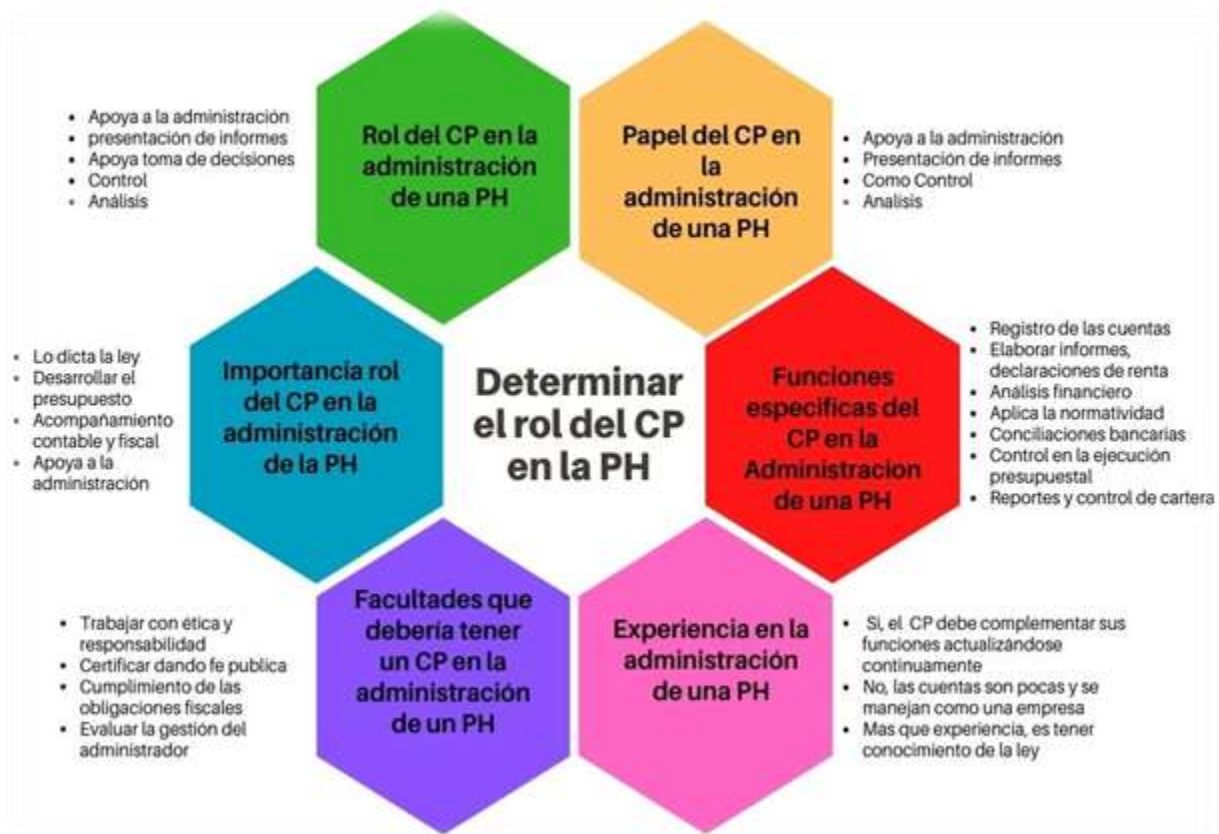 Rol del CP en la
administración
de una PH
• Apoya a la administración
• presentación de informes
• Apoya toma de decisiones
• Control
• Análisis
Papel del CP en
la
administración
de una PH
• Apoya a la administración
• Presentación de informes
• Como Control
• Analisis
Importancia rol
del CP en la
administración
de la PH
• Lo dicta la ley
• Desarrollar el
presupuesto
• Acompañamiento
contable y fiscal
• Apoya a la
administración
Determinar
el rol del CP
en la PH
Funciones
especificas del
CP en la
Administracion
de una PH
• Registro de las cuentas
• Elaborar informes,
declaraciones de renta
• Análisis financiero
• Aplica la normatividad
• Conciliaciones bancarias
• Control en la ejecución
presupuestal
• Reportes y control de cartera
Facultades que
debería tener
un CP en la
administración
de un PH
• Trabajar con ética y
responsabilidad
• Certificar dando fe publica
• Cumplimiento de las
obligaciones fiscales
• Evaluar la gestión del
administrador
Experiencia en la
administración
de una PH
• Si, el CP debe complementar sus
funciones actualizándose
continuamente
• No, las cuentas son pocas y se
manejan como una empresa
• Mas que experiencia, es tener
conocimiento de la ley